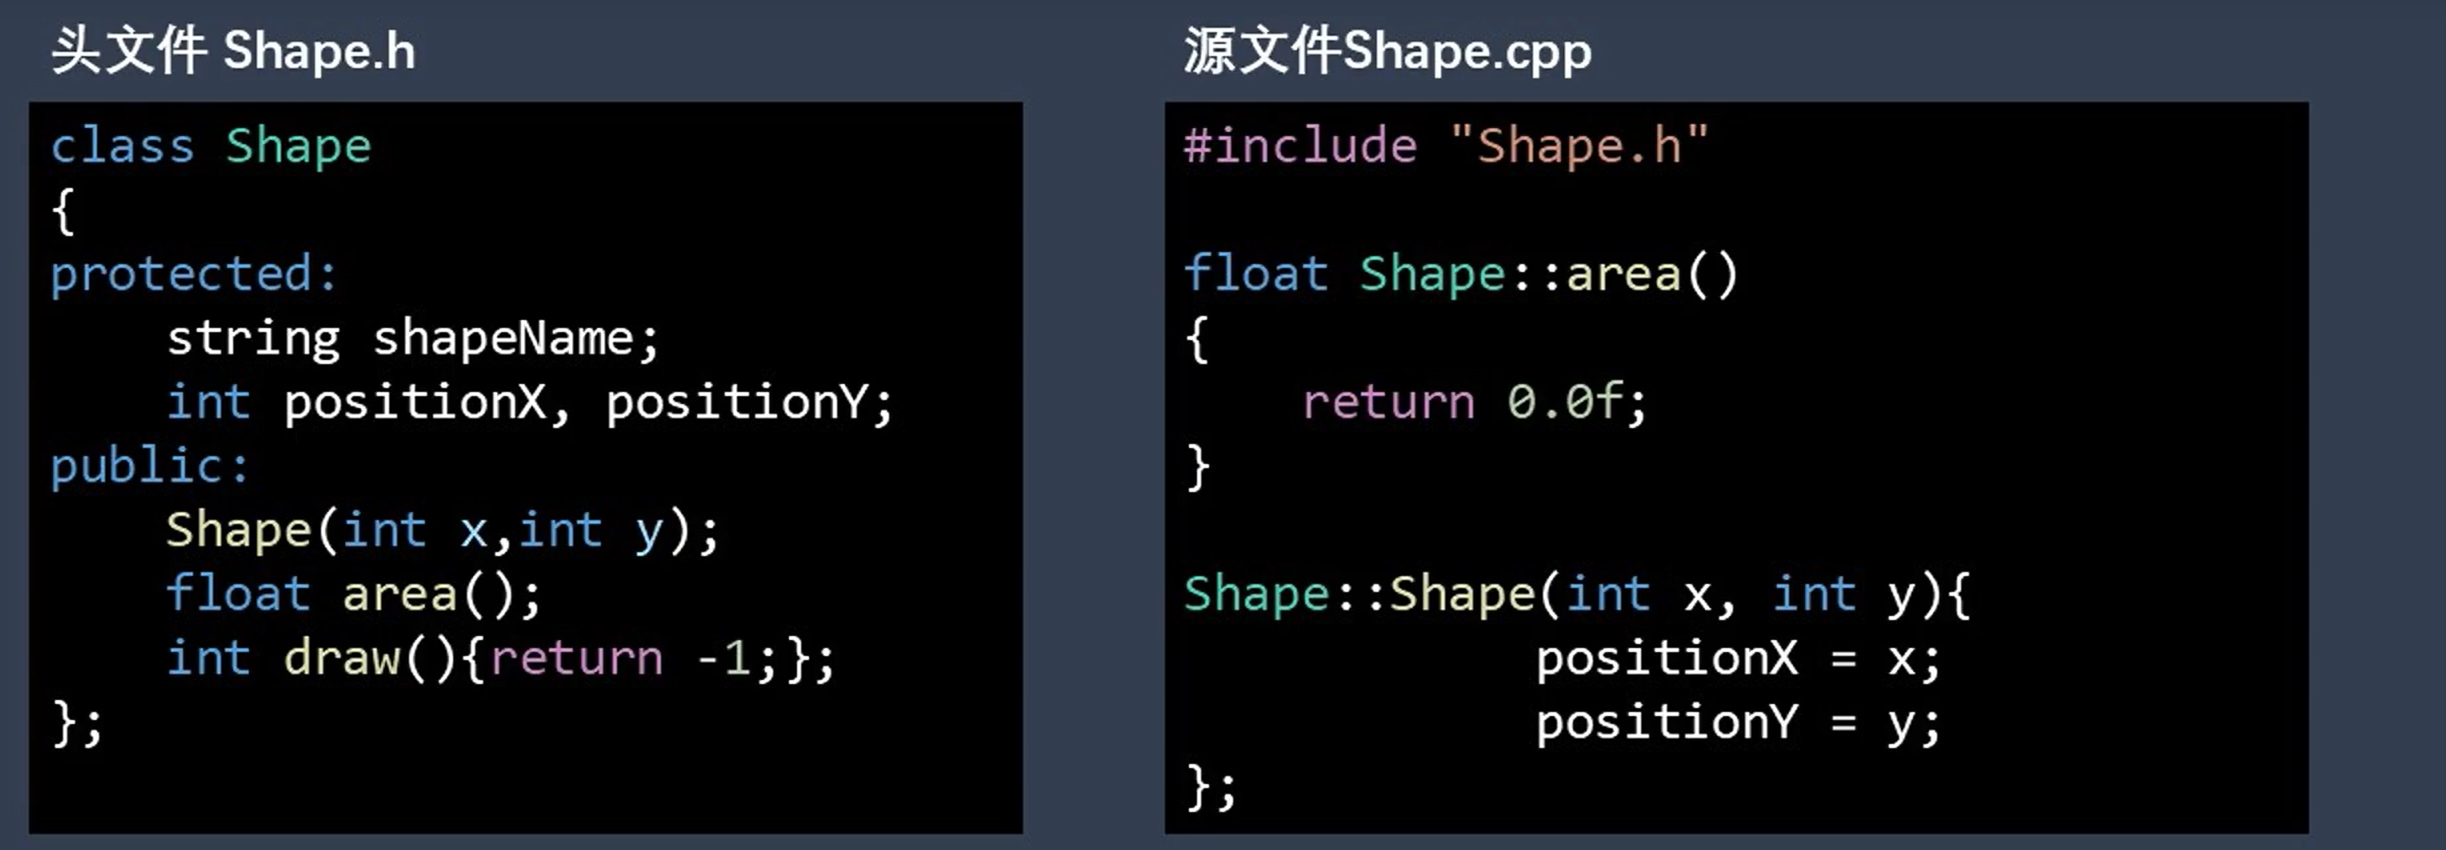 头文件 Shape.h
class Shape
{
protected:
    string shapeName;
    int positionX, positionY;
public:
    Shape(int x,int y);
    float area();
    int draw(){return -1;};
};
源文件Shape.cpp
#include "Shape.h"
float Shape::area()
{
    return 0.0f;
}
Shape::Shape(int x, int y){
            positionX = x;
            positionY = y;
};